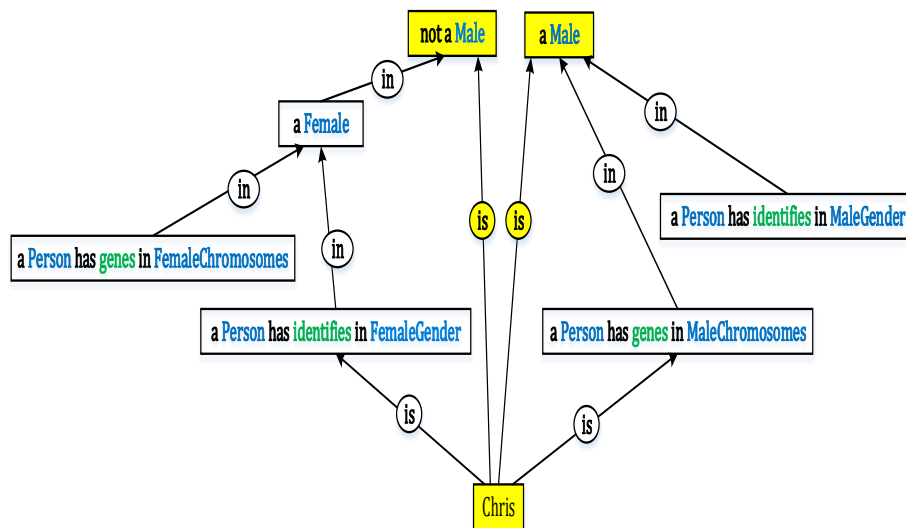 not a Male
a Male
in
in
a Female
in
in
a Person has identifies in MaleGender
is
is
a Person has genes in FemaleChromosomes
in
a Person has identifies in FemaleGender
a Person has genes in MaleChromosomes
is
is
Chris